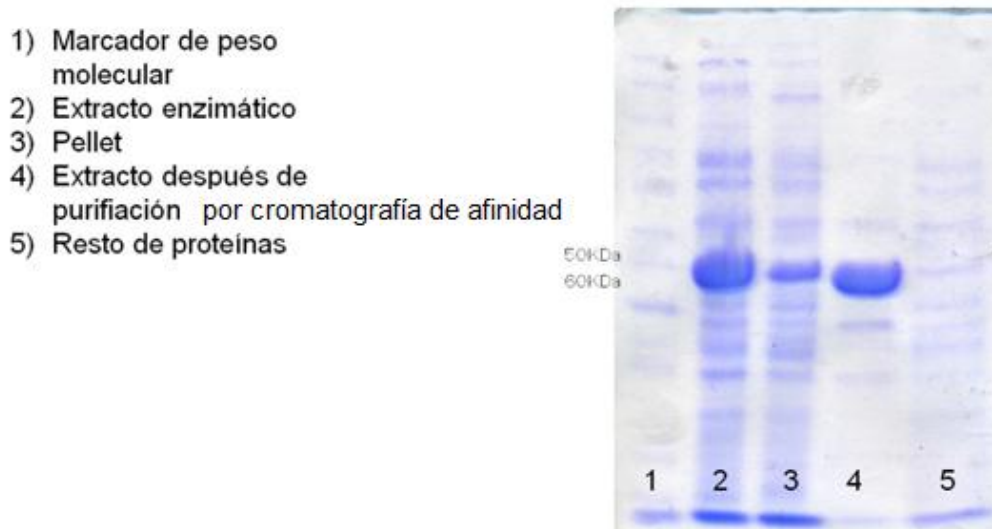 1) Marcador de peso
molecular
2) Extracto enzimático
3) Pellet
4) Extracto después de
purifiación por cromatografía de afinidad
5) Resto de proteínas
50KDa
60KDa
1 2 3 4 5